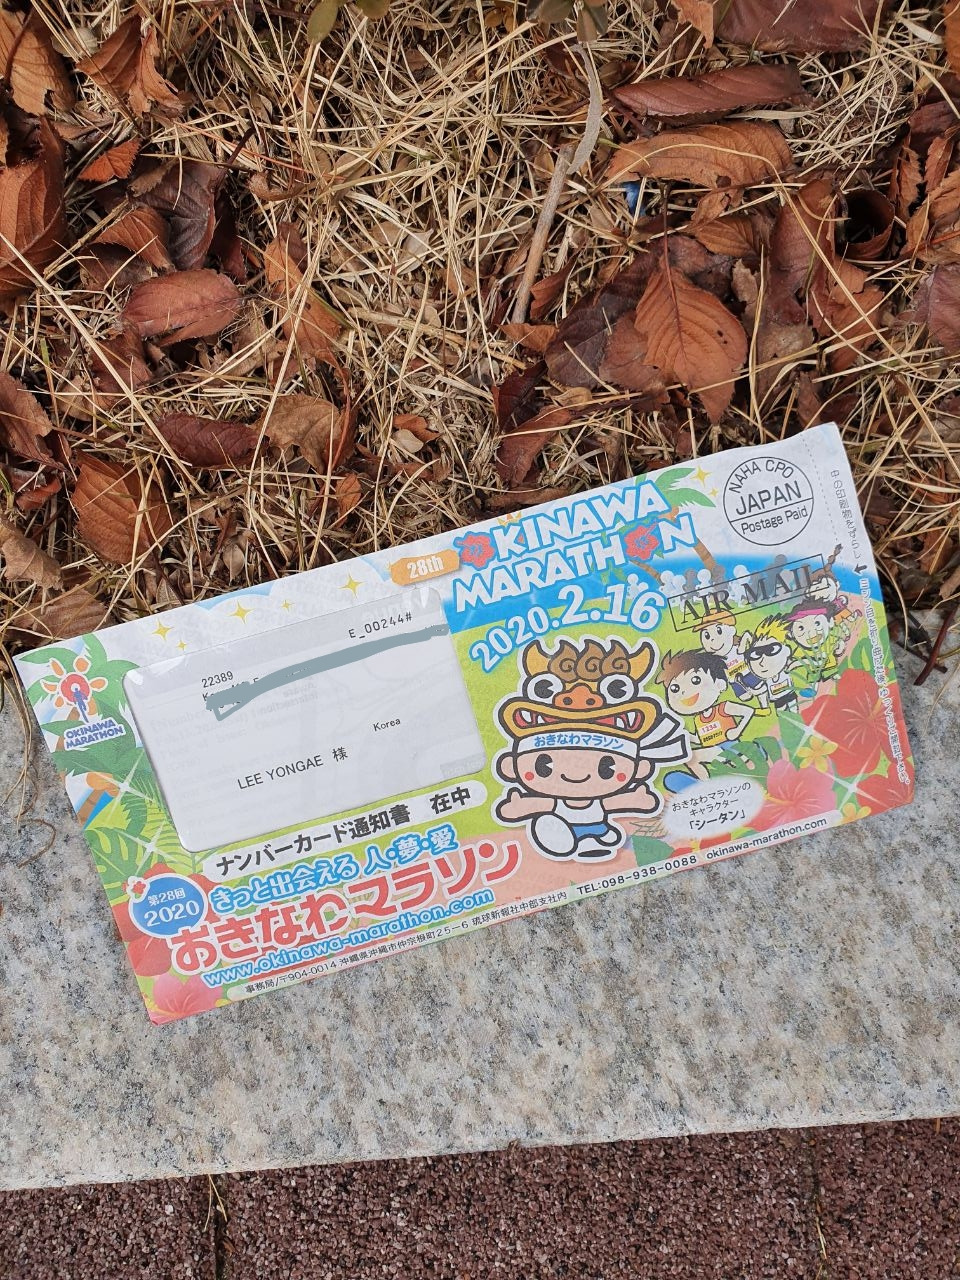 NAHA CPO
JAPAN
Postage Paid
28th
OKINAWA
MARATHON
2020.2.16
AIR MAIL
E_00244#
22389
Korea
LEE YONGAE 様
OKINAWA
MARATHON
おきなわマラソン
1234
おきなわマラソンの
キャラクター
「シータン」
ナンバーカード通知書 在中
きっと出会える 人・夢・愛
第28回
2020
おきなわマラソン
www.okinawa-marathon.com
事務局/〒904-0014 沖縄県沖縄市仲宗根町25-6 琉球新報社中部支社内 TEL:098-938-0088 okinawa-marathon.com